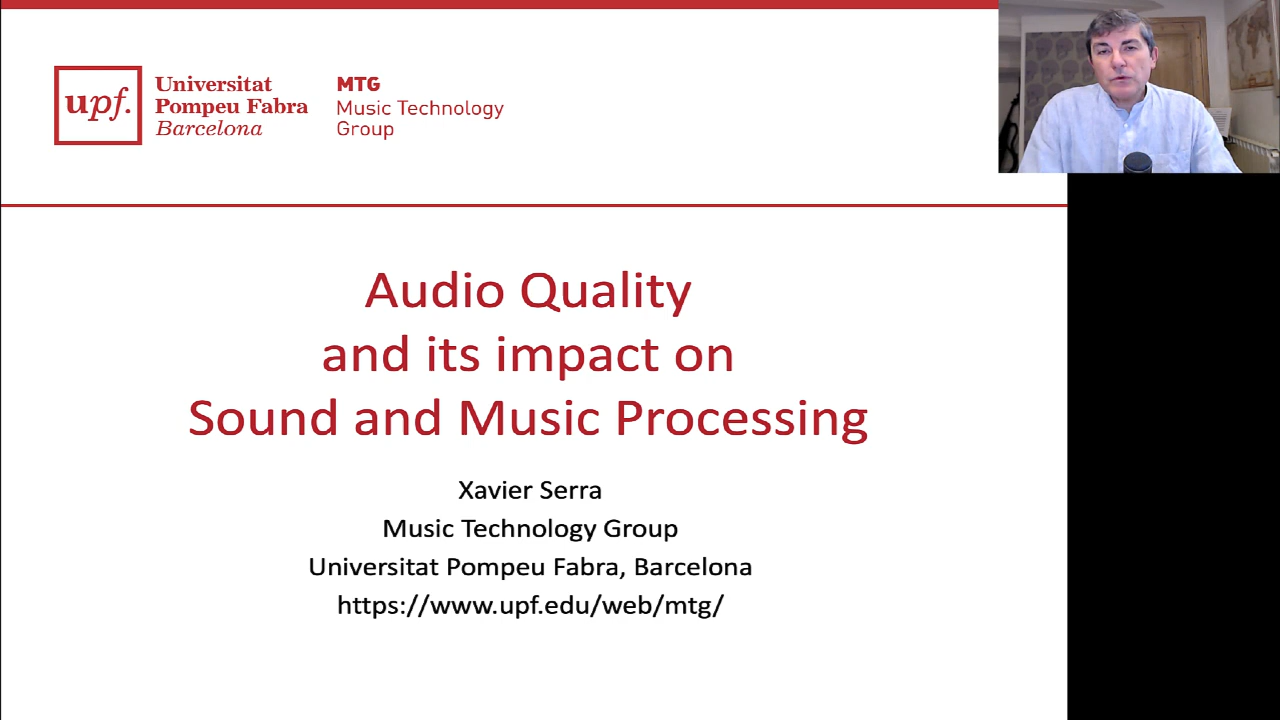 upf.
Universitat
Pompeu Fabra
Barcelona
MTG
Music Technology
Group
Audio Quality
and its impact on
Sound and Music Processing
Xavier Serra
Music Technology Group
Universitat Pompeu Fabra, Barcelona
https://www.upf.edu/web/mtg/